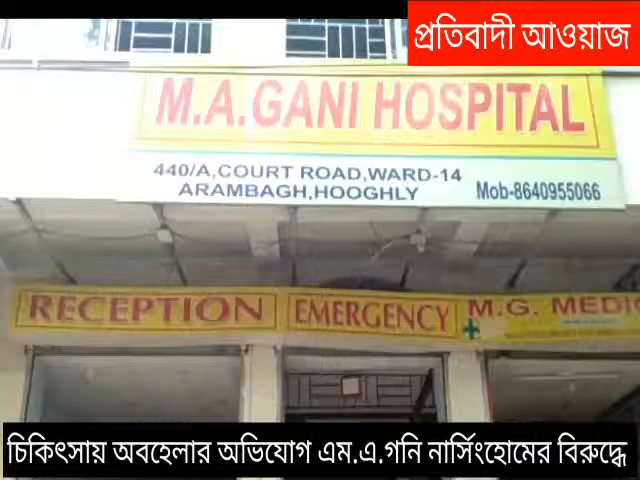 প্রতিবাদী আওয়াজ
M.A.GANI HOSPITAL
440/A,COURT ROAD,WARD-14
ARAMBAGH,HOOGHLY Mob-8640955066
RECEPTION EMERGENCY M.G. MEDI
চিকিৎসায় অবহেলার অভিযোগ এম.এ.গনি নার্সিংহোমের বিরুদ্ধে